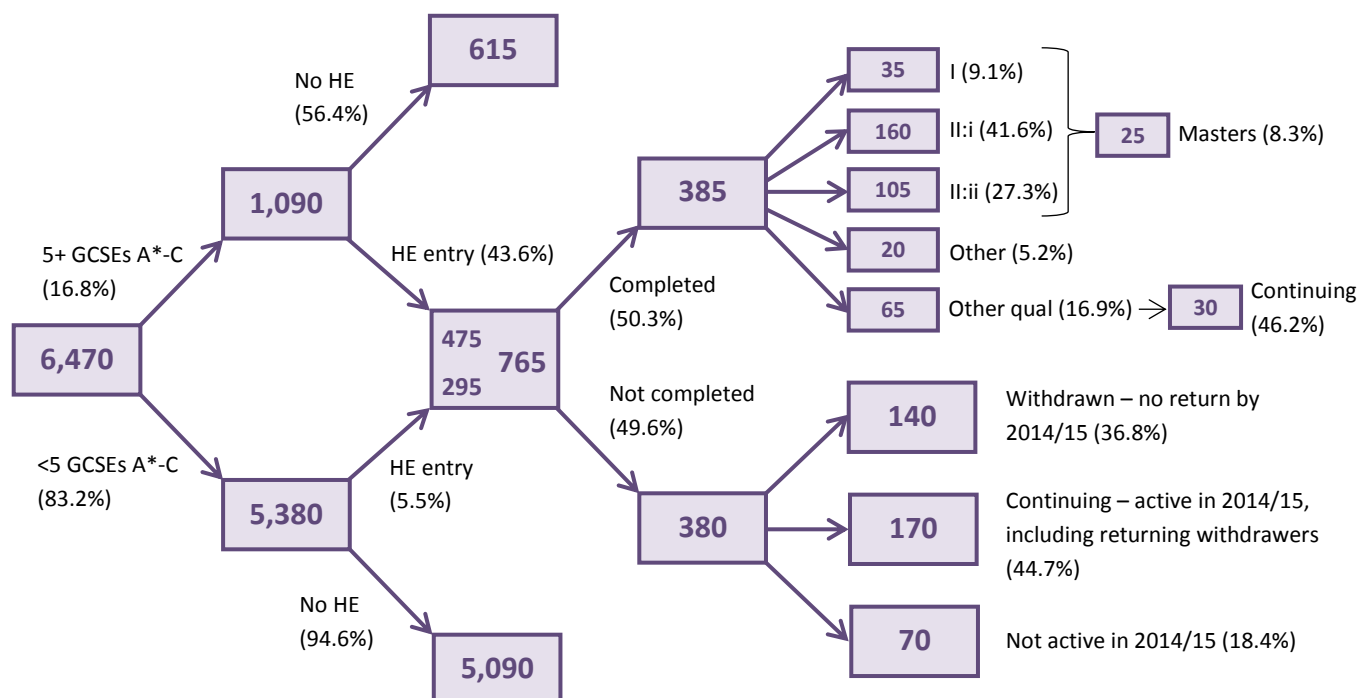 615
No HE
(56.4%)
1,090
5+ GCSEs A*-C
(16.8%)
HE entry (43.6%)
6,470
475
765
295
<5 GCSEs A*-C
(83.2%)
HE entry
(5.5%)
5,380
No HE
(94.6%)
5,090
385
Completed
(50.3%)
Not completed
(49.6%)
380
35
I (9.1%)
160
II:i (41.6%)
105
II:ii (27.3%)
25
Masters (8.3%)
20
Other (5.2%)
65
Other qual (16.9%)
30
Continuing
(46.2%)
140
Withdrawn – no return by
2014/15 (36.8%)
170
Continuing – active in 2014/15,
including returning withdrawers
(44.7%)
70
Not active in 2014/15 (18.4%)